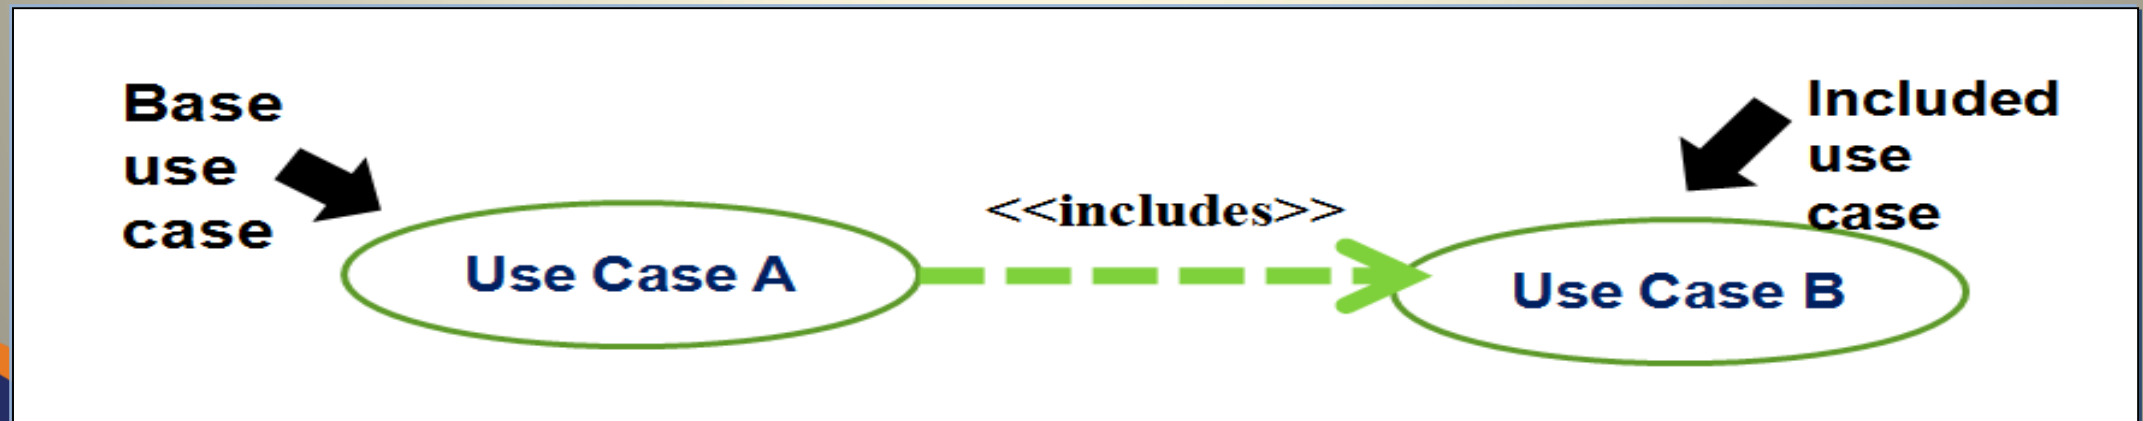 Base
use
case
Use Case A
<<includes>>
Included
use
case
Use Case B